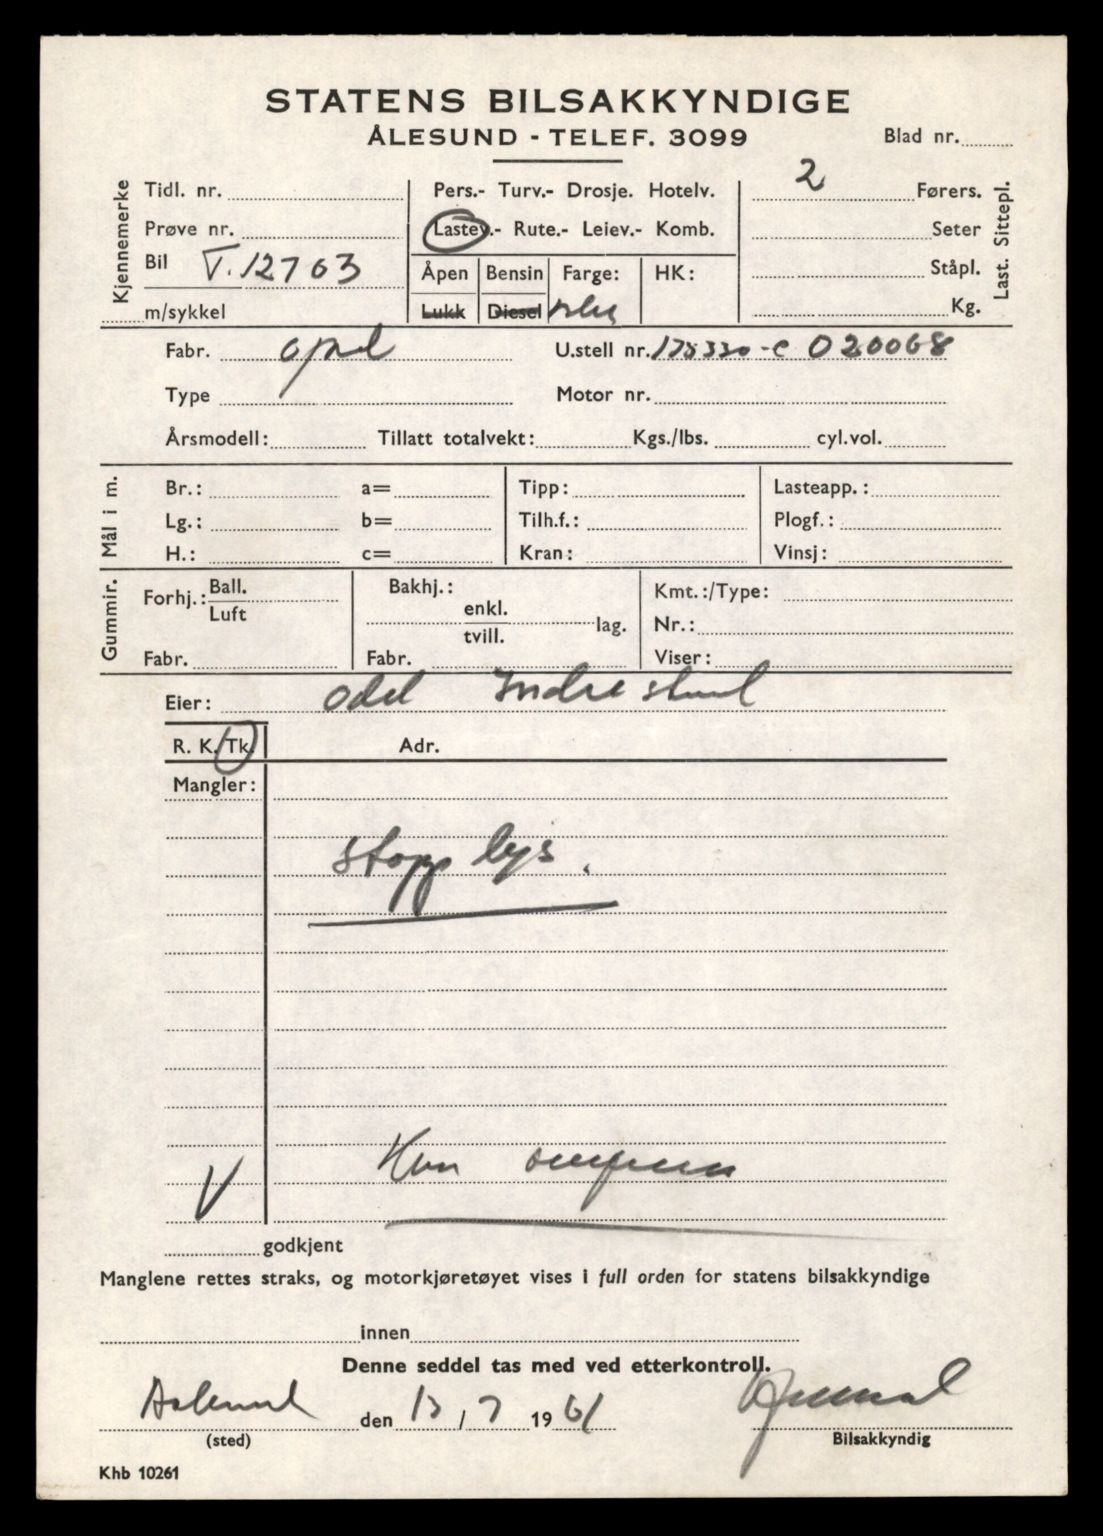 STATENS BILSAKKYNDIGE
ÅLESUND - TELEF. 3099
Blad nr.
Kjennemerke
Tidl. nr.
Prøve nr.
Bil T.12763
m/sykkel
Pers.- Turv.- Drosje. Hotelv.
Lastev.- Rute.- Leiev.- Komb.
Åpen Bensin Farge: HK:
Lukk Diesel
2 Førers.
Seter
Ståpl.
Kg.
Last. Sittepl.
Fabr. Opel U.stell nr. 178330-C 020068
Type Motor nr.
Årsmodell: Tillatt totalvekt: Kgs./lbs. cyl.vol.
Mål i m.
Br.: a= Tipp: Lasteapp.:
Lg.: b= Tilh.f.: Plogf.:
H.: c= Kran: Vinsj:
Gummir.
Forhj.: Ball. Luft
Fabr.
Bakhj.:
enkl.
tvill. lag.
Fabr.
Kmt.:/Type:
Nr.:
Viser:
Eier: Odd
R. K. Tk. Adr.
Mangler:
stopp lys.
V
godkjent
Manglene rettes straks, og motorkjøretøyet vises i full orden for statens bilsakkyndige
innen
Denne seddel tas med ved etterkontroll.
Aalesund den 13/7 1961
(sted) Bilsakkyndig
Khb 10261